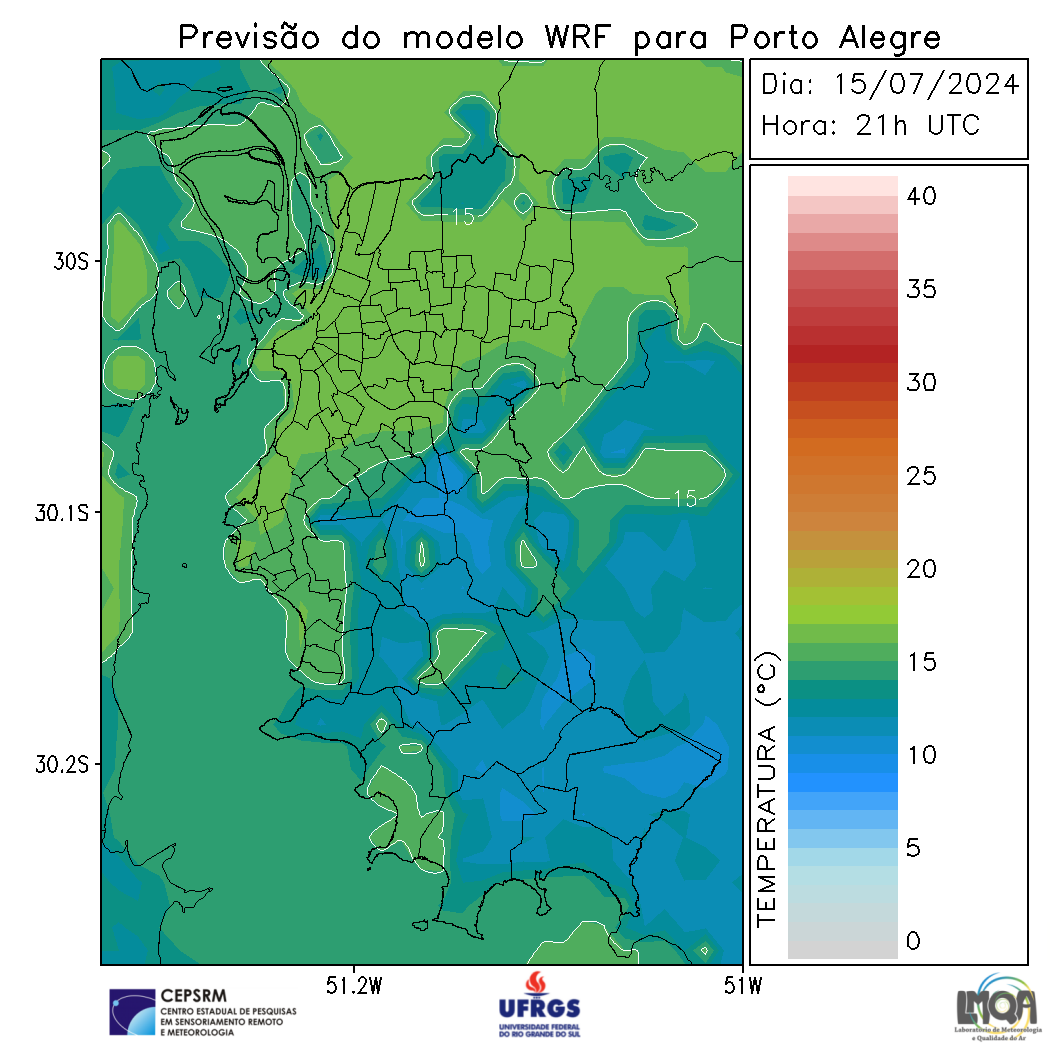 Previsão do modelo WRF para Porto Alegre
Dia: 15/07/2024
Hora: 21h UTC
40
35
30
25
20
15
10
5
0
TEMPERATURA (°C)
15
15
30S
30.1S
30.2S
51.2W
51W
CEPSRM
CENTRO ESTADUAL DE PESQUISAS
EM SENSORIAMENTO REMOTO
E METEOROLOGIA
UFRGS
UNIVERSIDADE FEDERAL
DO RIO GRANDE DO SUL
LMQA
Laboratório de Meteorologia
e Qualidade do Ar